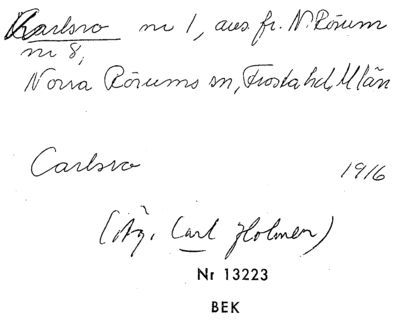 Karlsro nr 1, avs. fr. N. Rörum
nr 8,
Norra Rörums sn, Frosta hd, M län
Carlsro 1916
(äg. Carl Holmer)
Nr 13223
BEK